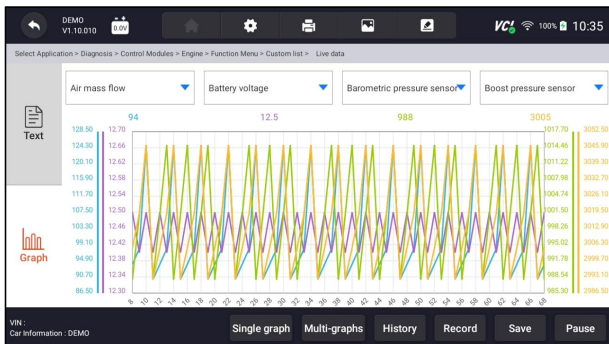 DEMO
V1.10.010
0.0V
VCI
100%
10:35
Select Application > Diagnosis > Control Modules > Engine > Function Menu > Custom list > Live data
Text
Graph
Air mass flow
Battery voltage
Barometric pressure sensor
Boost pressure sensor
94 12.5 988 3005
128.50 12.70 1017.70 3052.60
124.30 12.66 1014.46 3045.90
120.10 12.62 1011.22 3039.30
115.90 12.58 1007.98 3032.70
111.70 12.54 1004.74 3026.10
107.50 12.50 1001.50 3019.50
103.30 12.46 998.26 3012.90
99.10 12.42 995.02 3006.30
94.90 12.38 991.78 2999.70
90.70 12.34 988.54 2993.10
86.50 12.30 985.30 2986.50
8 10 12 14 16 18 20 22 24 26 28 30 32 34 36 38 40 42 44 46 48 50 52 54 56 58 60 62 64 66 68
VIN :
Car Information : DEMO
Single graph
Multi-graphs
History
Record
Save
Pause